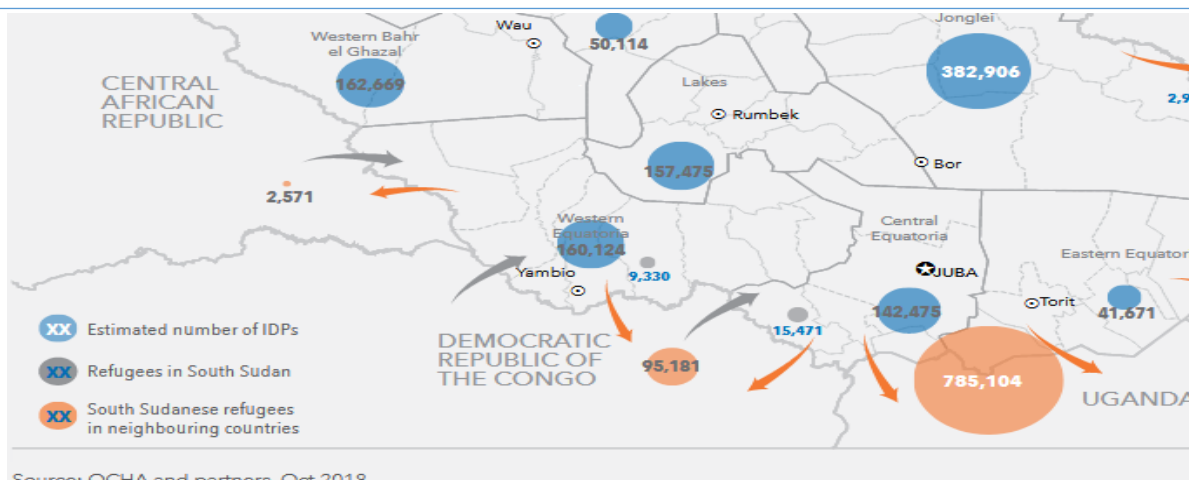 Jonglei
Wau
Western Bahr
el Ghazal
50,114
382,906
162,669
Lakes
CENTRAL
AFRICAN
REPUBLIC
Rumbek
Bor
157,475
2,571
Western
Equatoria
160,124
Central
Equatoria
9,330
Yambio
JUBA
Torit
41,671
142,475
15,471
XX Estimated number of IDPs
DEMOCRATIC
REPUBLIC OF
THE CONGO
95,181
XX Refugees in South Sudan
785,104
UGANDA
XX South Sudanese refugees
in neighbouring countries
Source: OCHA and partners, Oct 2018